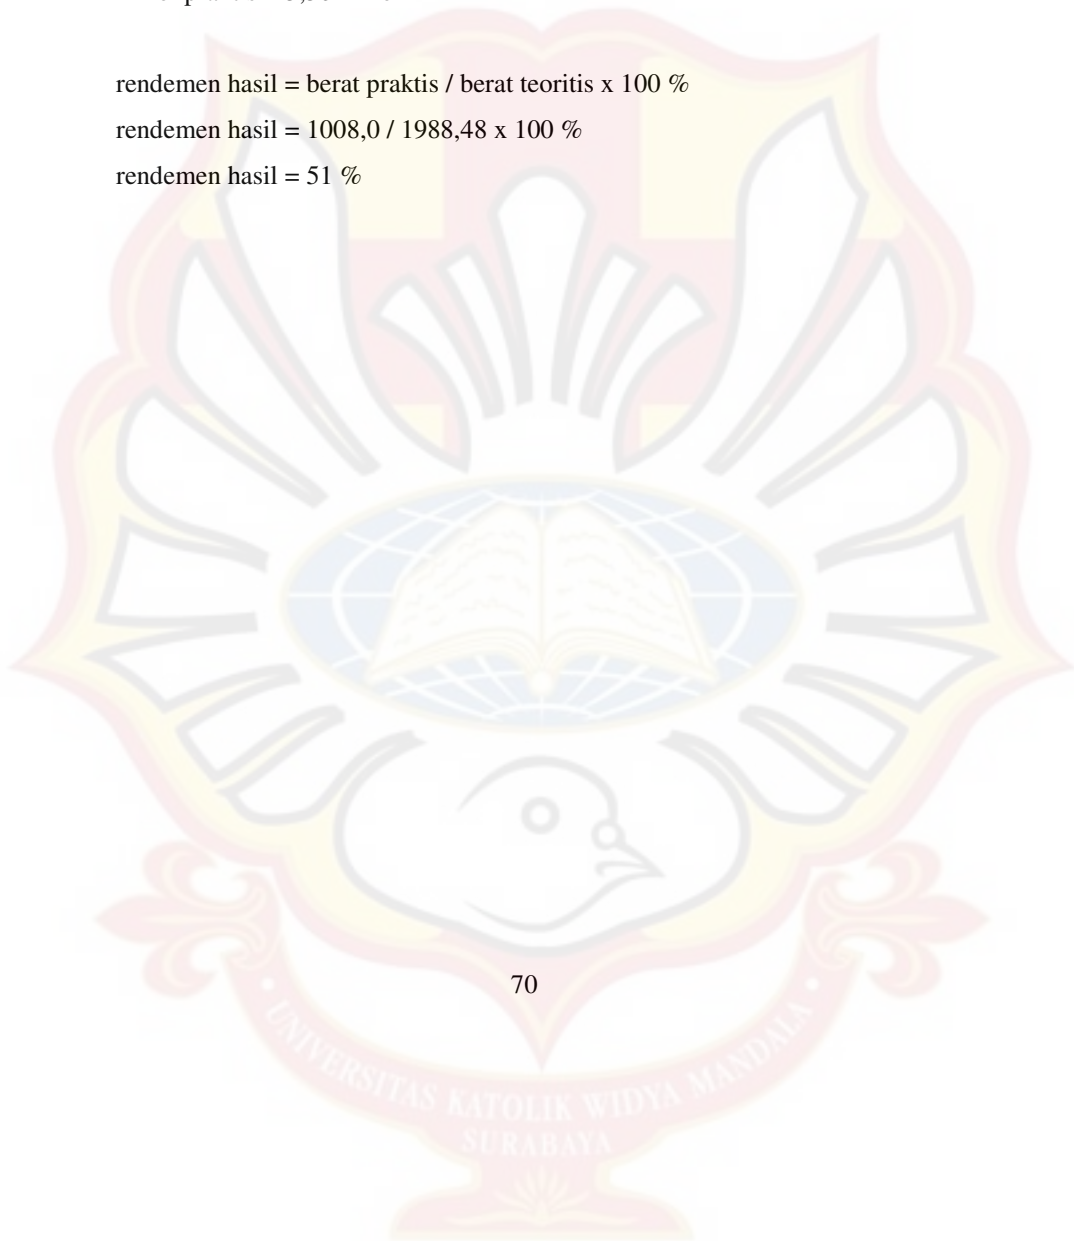 rendemen hasil = berat praktis / berat teoritis x 100 %
rendemen hasil = 1008,0 / 1988,48 x 100 %
rendemen hasil = 51 %
70
UNIVERSITAS KATOLIK WIDYA MANDALA
SURABAYA